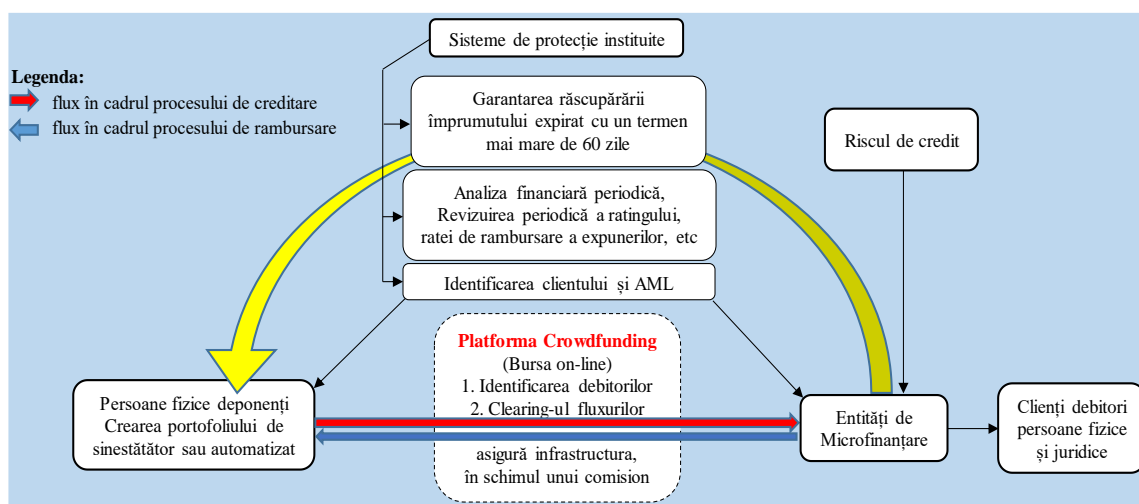 Sisteme de protecție instituite
Legenda:
flux în cadrul procesului de creditare
flux în cadrul procesului de rambursare
Garantarea răscupărării
împrumutului expirat cu un termen
mai mare de 60 zile
Riscul de credit
Analiza financiară periodică,
Revizuirea periodică a ratingului,
ratei de rambursare a expunerilor, etc
Identificarea clientului și AML
Platforma Crowdfunding
(Bursa on-line)
1. Identificarea debitorilor
2. Clearing-ul fluxurilor
asigură infrastructura,
în schimul unui comision
Persoane fizice deponenți
Crearea portofoliului de
sinestătător sau automatizat
Entități de
Microfinanțare
Clienți debitori
persoane fizice
și juridice